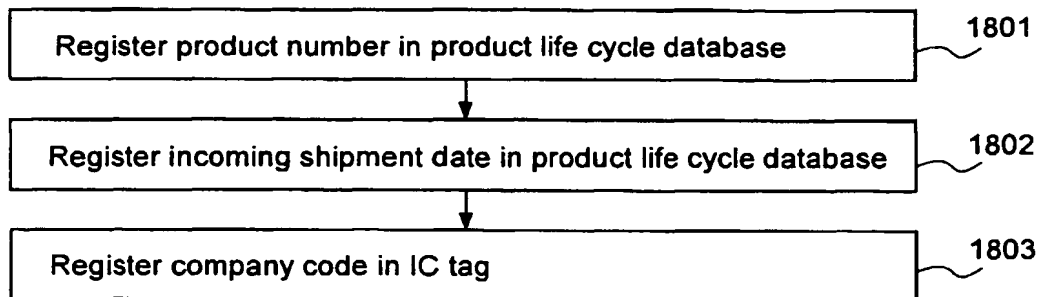 Register product number in product life cycle database
1801
Register incoming shipment date in product life cycle database
1802
Register company code in IC tag
1803